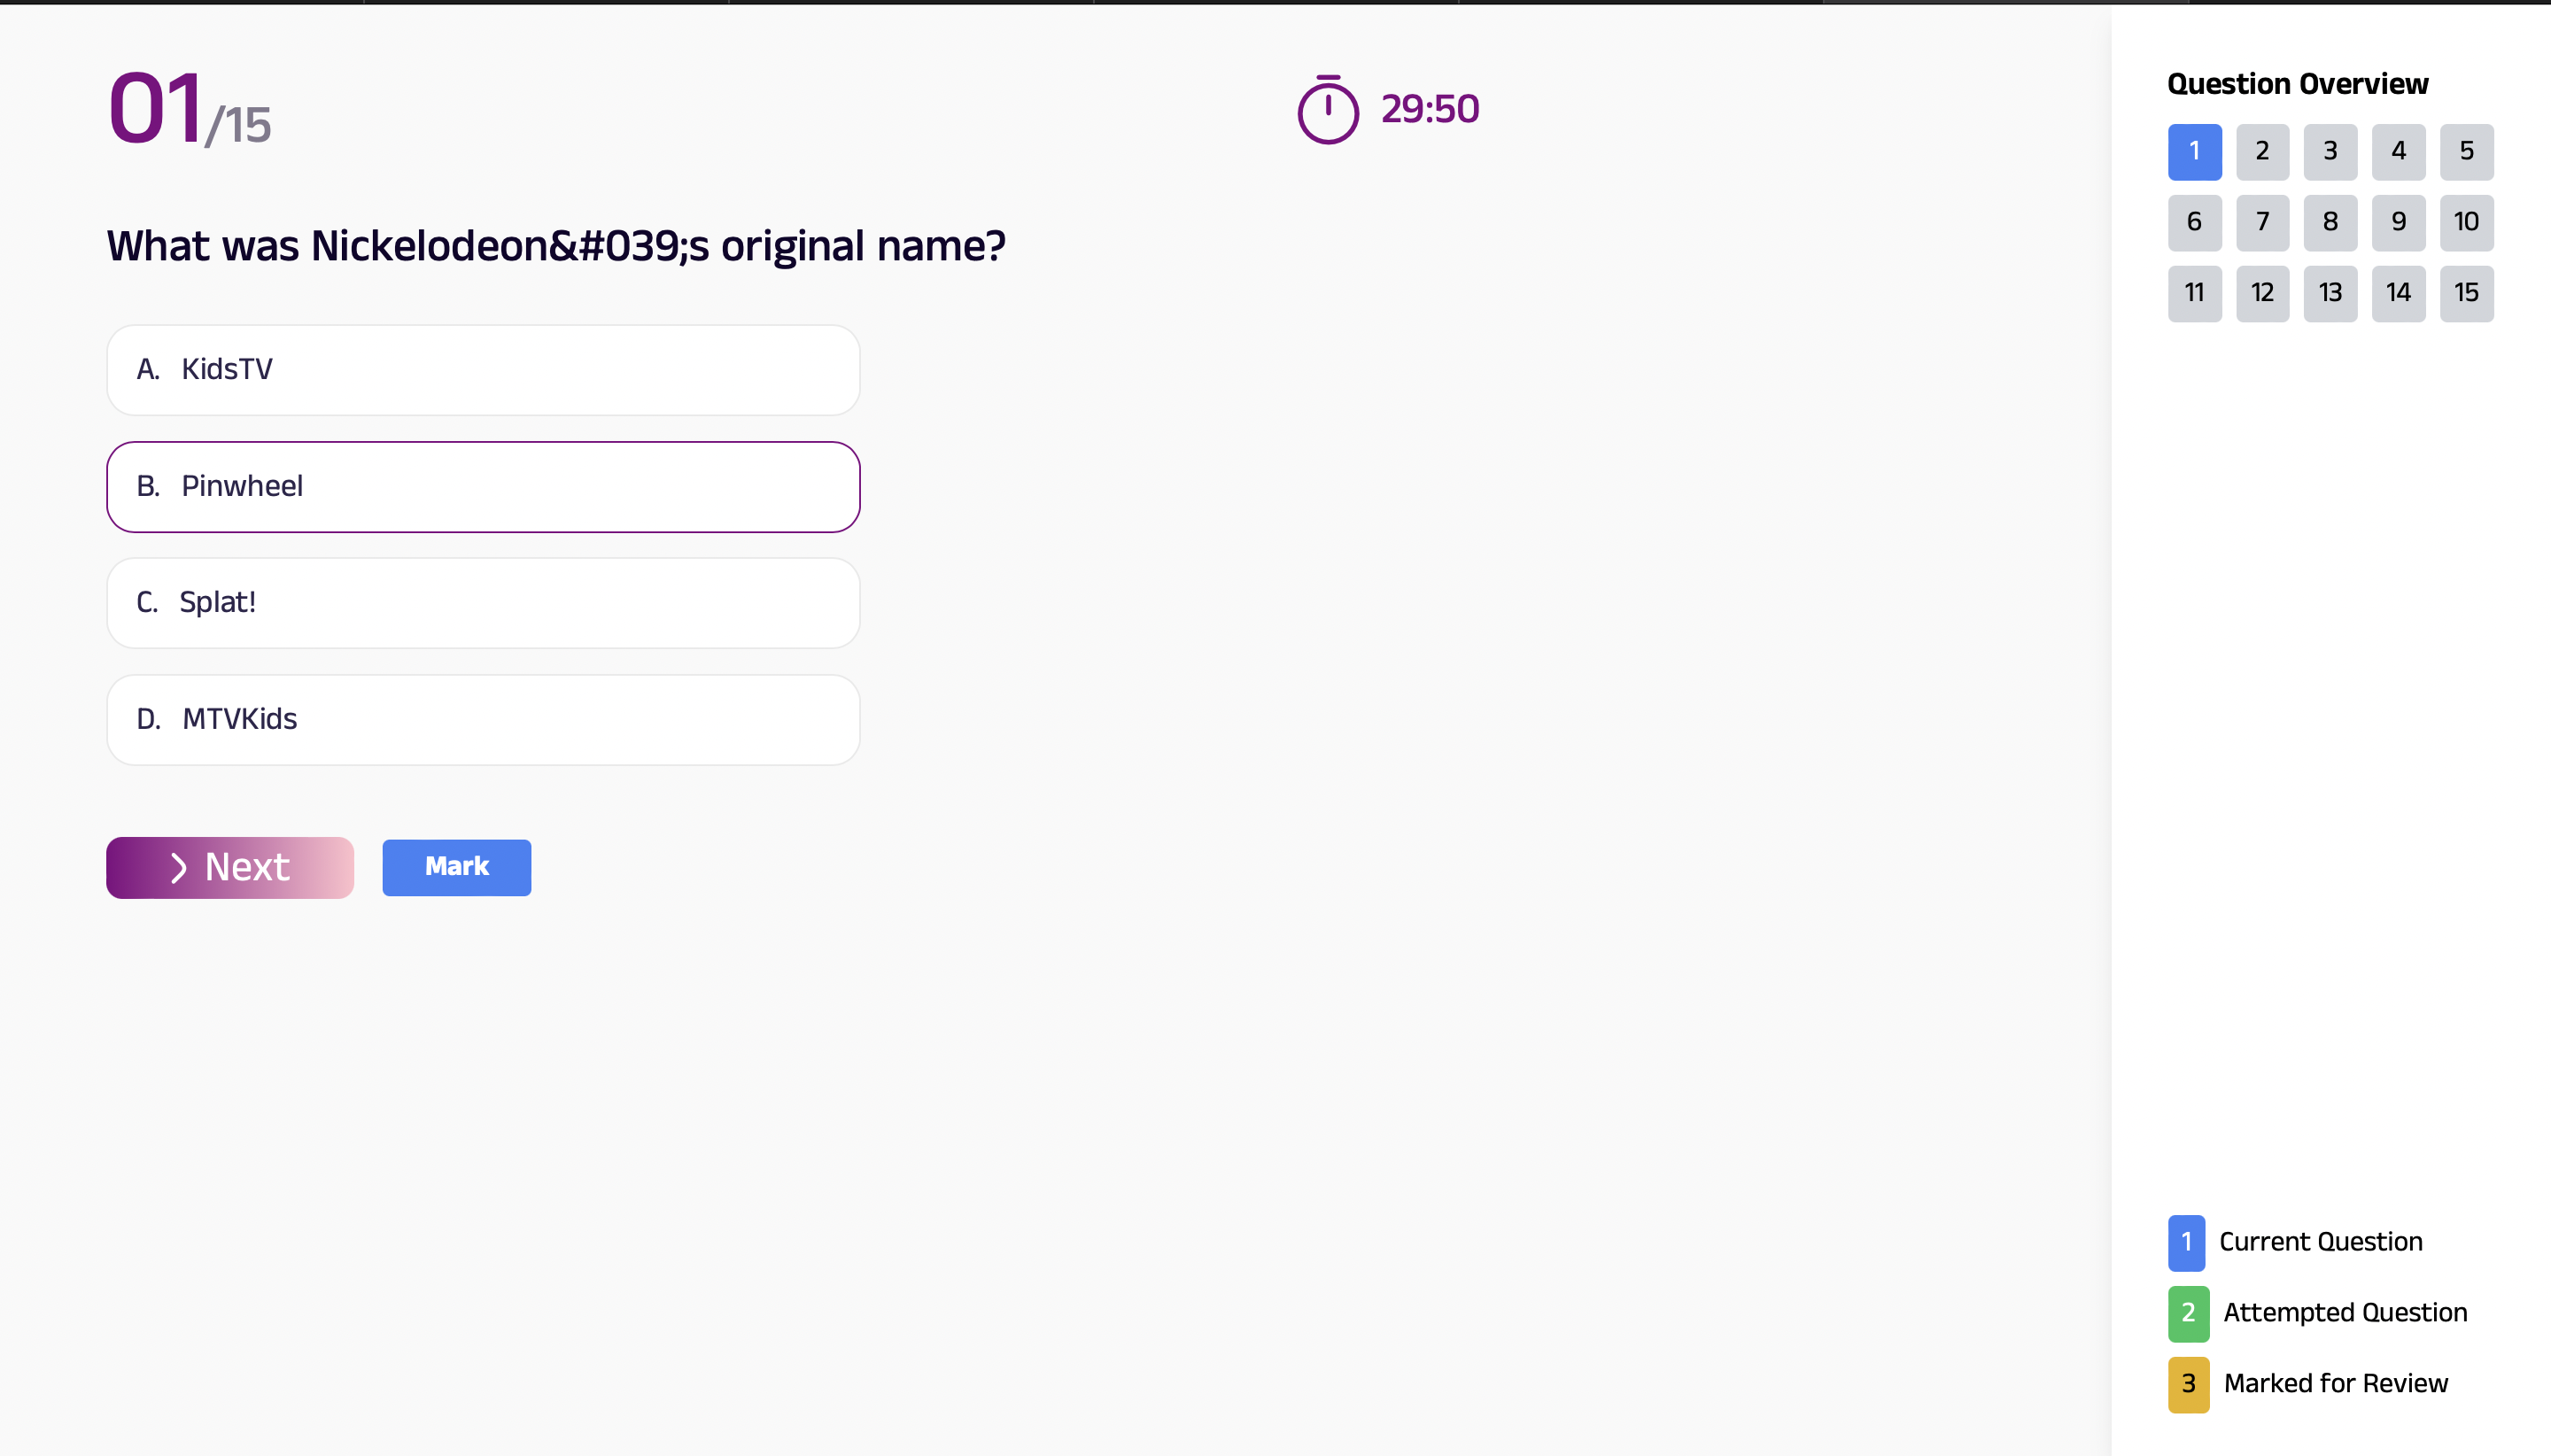 01/15
29:50
What was Nickelodeon&#039;s original name?
A. KidsTV
B. Pinwheel
C. Splat!
D. MTVKids
Next
Mark
Question Overview
1 2 3 4 5
6 7 8 9 10
11 12 13 14 15
1 Current Question
2 Attempted Question
3 Marked for Review